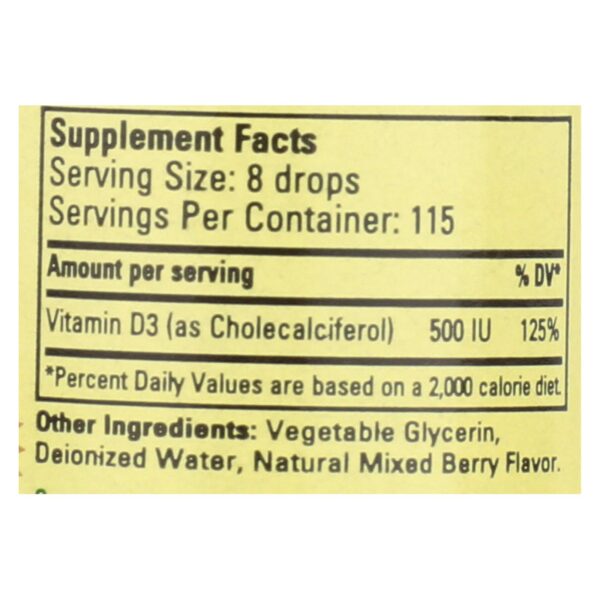 Supplement Facts
Serving Size: 8 drops
Servings Per Container: 115
Amount per serving % DV*
Vitamin D3 (as Cholecalciferol) 500 IU 125%
*Percent Daily Values are based on a 2,000 calorie diet.
Other Ingredients: Vegetable Glycerin,
Deionized Water, Natural Mixed Berry Flavor.